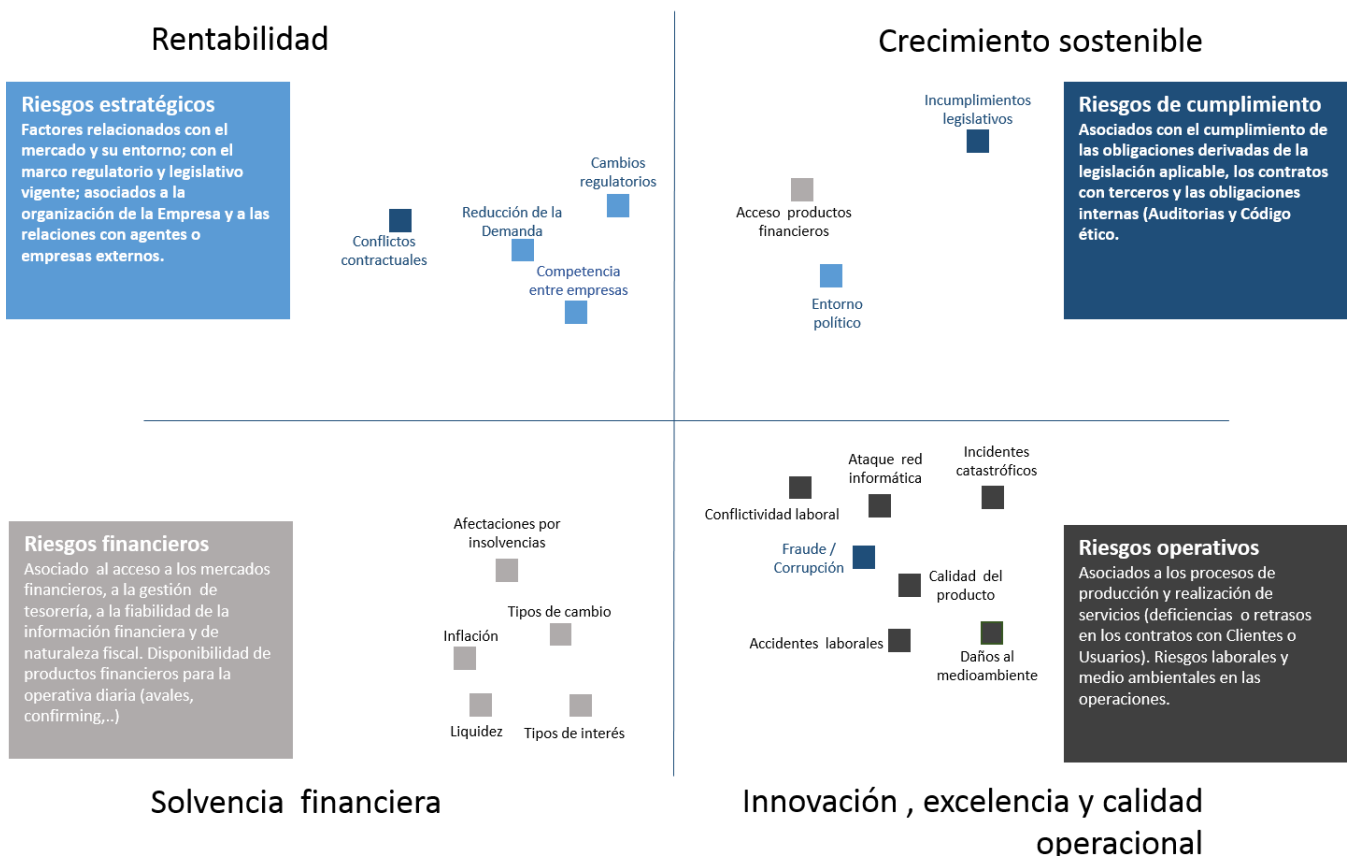 Rentabilidad
Crecimiento sostenible
Riesgos estratégicos
Factores relacionados con el
mercado y su entorno; con el
marco regulatorio y legislativo
vigente; asociados a la
organización de la Empresa y a las
relaciones con agentes o
empresas externos.
Conflictos
contractuales
Reducción de la
Demanda
Cambios
regulatorios
Competencia
entre empresas
Incumplimientos
legislativos
Acceso productos
financieros
Entorno
político
Riesgos de cumplimiento
Asociados con el cumplimiento de
las obligaciones derivadas de la
legislación aplicable, los contratos
con terceros y las obligaciones
internas (Auditorias y Código
ético.
Riesgos financieros
Asociado al acceso a los mercados
financieros, a la gestión de
tesorería, a la fiabilidad de la
información financiera y de
naturaleza fiscal. Disponibilidad de
productos financieros para la
operativa diaria (avales,
confirming,..)
Afectaciones por
insolvencias
Tipos de cambio
Inflación
Liquidez
Tipos de interés
Conflictividad laboral
Ataque red
informática
Incidentes
catastróficos
Fraude /
Corrupción
Calidad del
producto
Accidentes laborales
Daños al
medioambiente
Riesgos operativos
Asociados a los procesos de
producción y realización de
servicios (deficiencias o retrasos
en los contratos con Clientes o
Usuarios). Riesgos laborales y
medio ambientales en las
operaciones.
Solvencia financiera
Innovación , excelencia y calidad
operacional